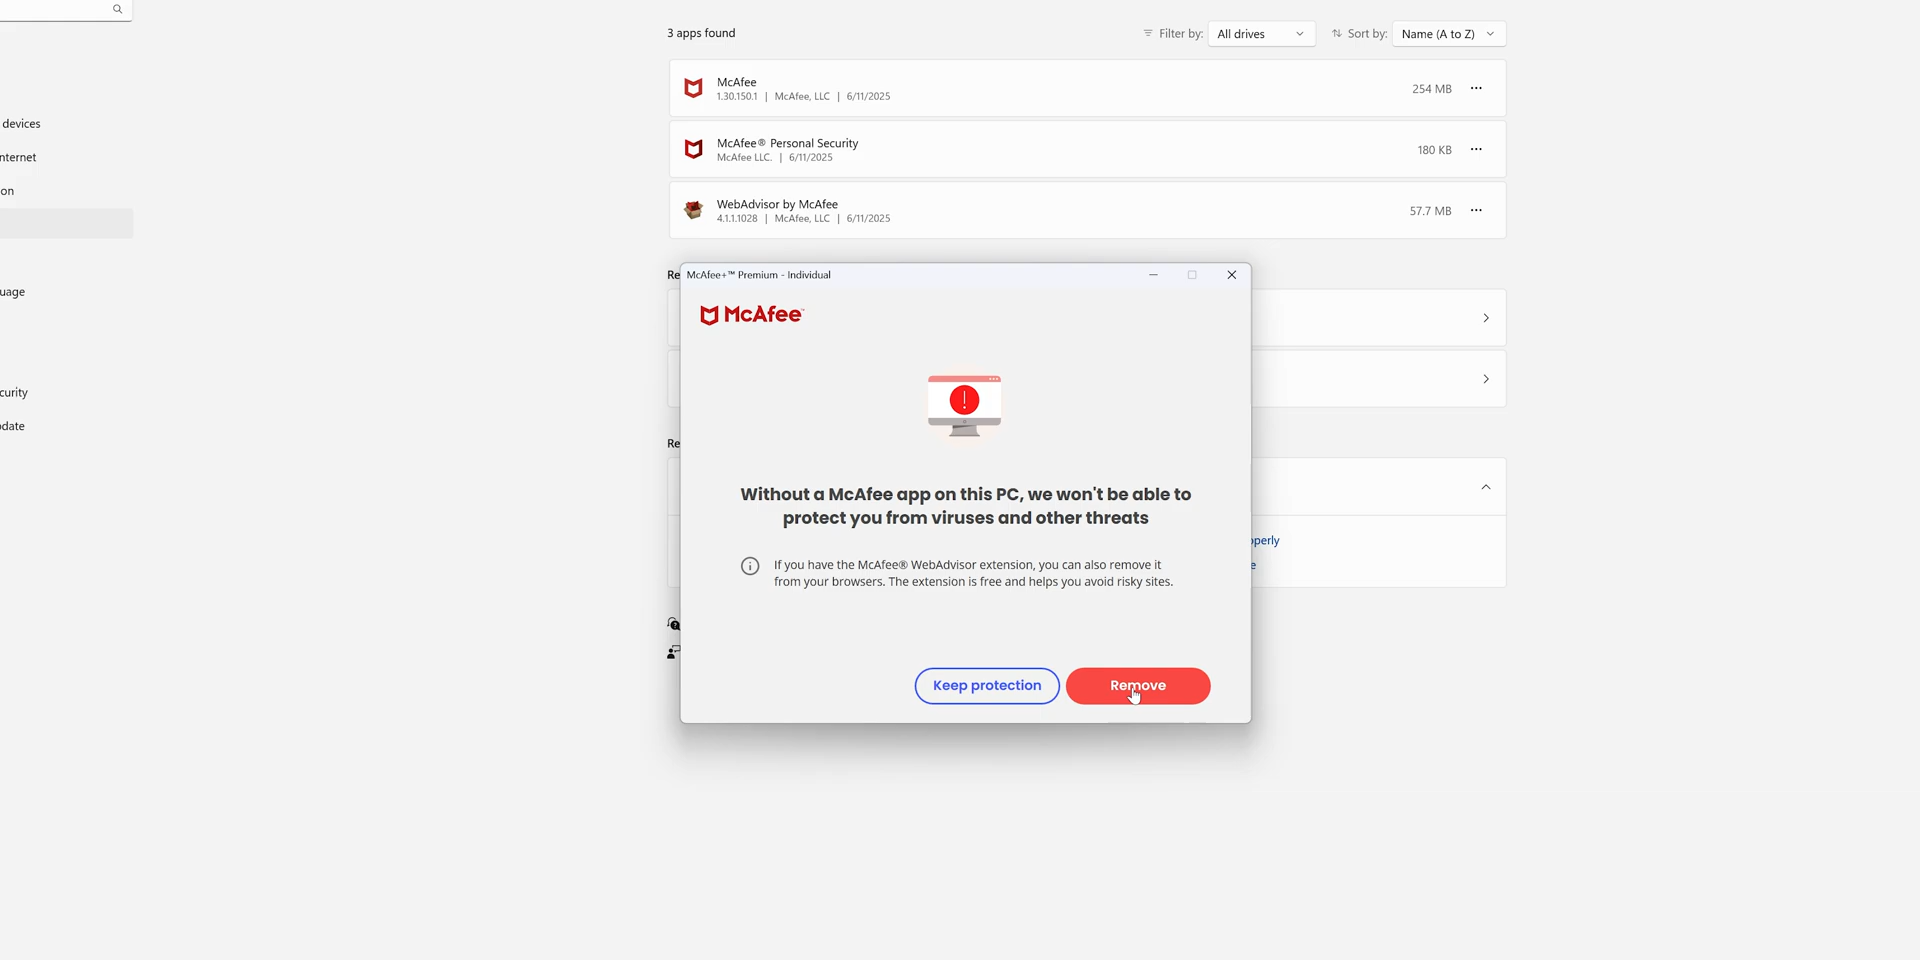 3 apps found
Filter by:
All drives
Sort by:
Name (A to Z)
McAfee
1.30.150.1 | McAfee, LLC | 6/11/2025
254 MB
McAfee® Personal Security
McAfee LLC. | 6/11/2025
180 KB
WebAdvisor by McAfee
4.1.1.1028 | McAfee, LLC | 6/11/2025
57.7 MB
devices
nternet
on
uage
curity
pdate
Re
Re
McAfee+™ Premium - Individual
McAfee™
Without a McAfee app on this PC, we won't be able to
protect you from viruses and other threats
If you have the McAfee® WebAdvisor extension, you can also remove it
from your browsers. The extension is free and helps you avoid risky sites.
Keep protection
Remove
operly
e